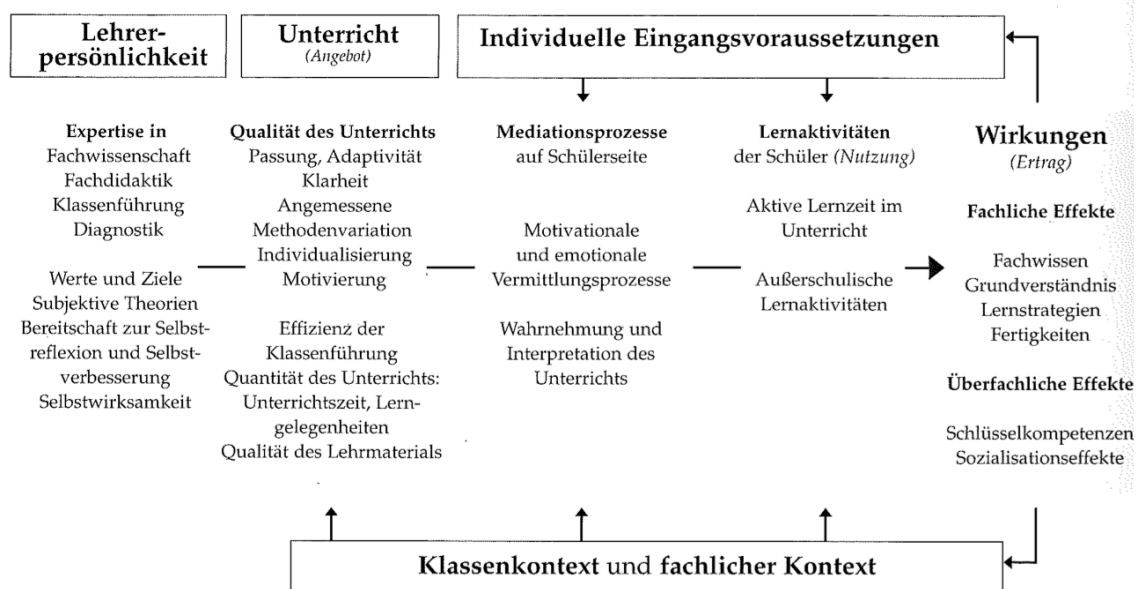 Lehrer-
persönlichkeit
Expertise in
Fachwissenschaft
Fachdidaktik
Klassenführung
Diagnostik
Werte und Ziele
Subjektive Theorien
Bereitschaft zur Selbst-
reflexion und Selbst-
verbesserung
Selbstwirksamkeit
Unterricht
(Angebot)
Qualität des Unterrichts
Passung, Adaptivität
Klarheit
Angemessene
Methodenvariation
Individualisierung
Motivierung
Effizienz der
Klassenführung
Quantität des Unterrichts:
Unterrichtszeit, Lern-
gelegenheiten
Qualität des Lehrmaterials
Individuelle Eingangsvoraussetzungen
Mediationsprozesse
auf Schülerseite
Motivationale
und emotionale
Vermittlungsprozesse
Wahrnehmung und
Interpretation des
Unterrichts
Lernaktivitäten
der Schüler (Nutzung)
Aktive Lernzeit im
Unterricht
Außerschulische
Lernaktivitäten
Wirkungen
(Ertrag)
Fachliche Effekte
Fachwissen
Grundverständnis
Lernstrategien
Fertigkeiten
Überfachliche Effekte
Schlüsselkompetenzen
Sozialisationseffekte
Klassenkontext und fachlicher Kontext